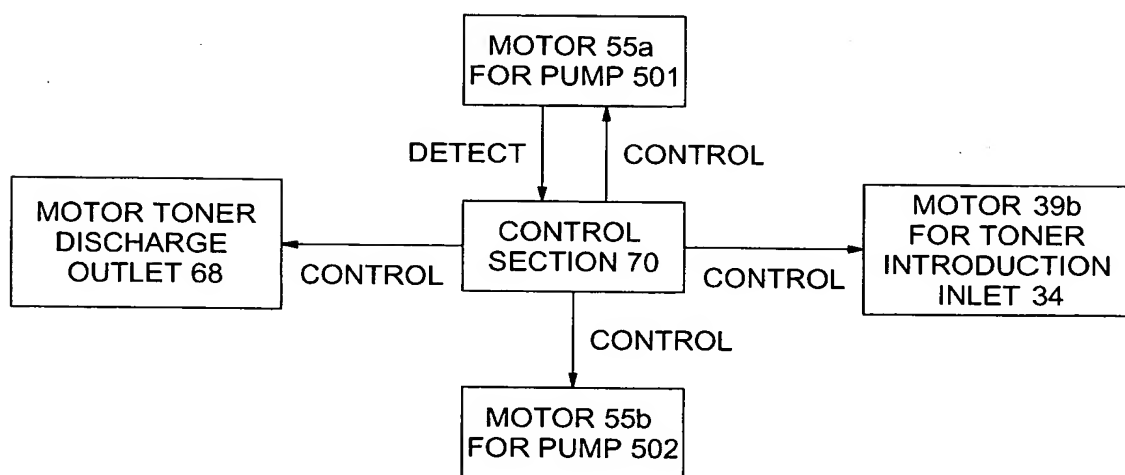 MOTOR 55a
FOR PUMP 501
DETECT
CONTROL
MOTOR TONER
DISCHARGE
OUTLET 68
CONTROL
CONTROL
SECTION 70
CONTROL
MOTOR 39b
FOR TONER
INTRODUCTION
INLET 34
CONTROL
MOTOR 55b
FOR PUMP 502